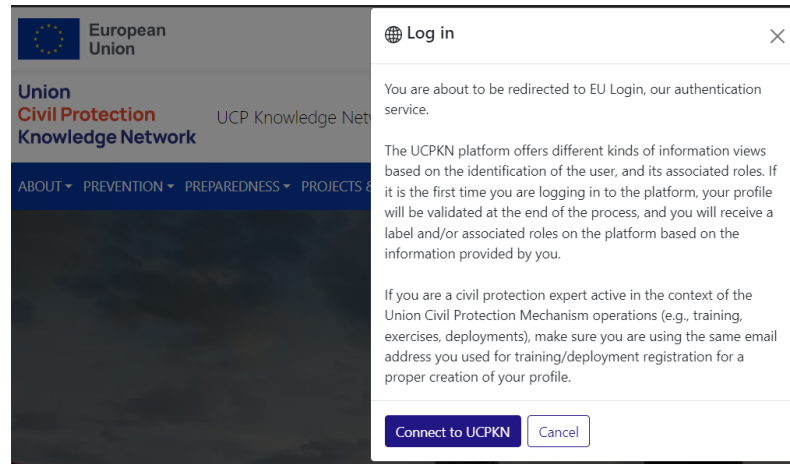 European
Union
Union
Civil Protection
Knowledge Network
UCP Knowledge Net
ABOUT PREVENTION PREPAREDNESS PROJECTS &
Log in
You are about to be redirected to EU Login, our authentication
service.
The UCPKN platform offers different kinds of information views
based on the identification of the user, and its associated roles. If
it is the first time you are logging in to the platform, your profile
will be validated at the end of the process, and you will receive a
label and/or associated roles on the platform based on the
information provided by you.
If you are a civil protection expert active in the context of the
Union Civil Protection Mechanism operations (e.g., training,
exercises, deployments), make sure you are using the same email
address you used for training/deployment registration for a
proper creation of your profile.
Connect to UCPKN Cancel